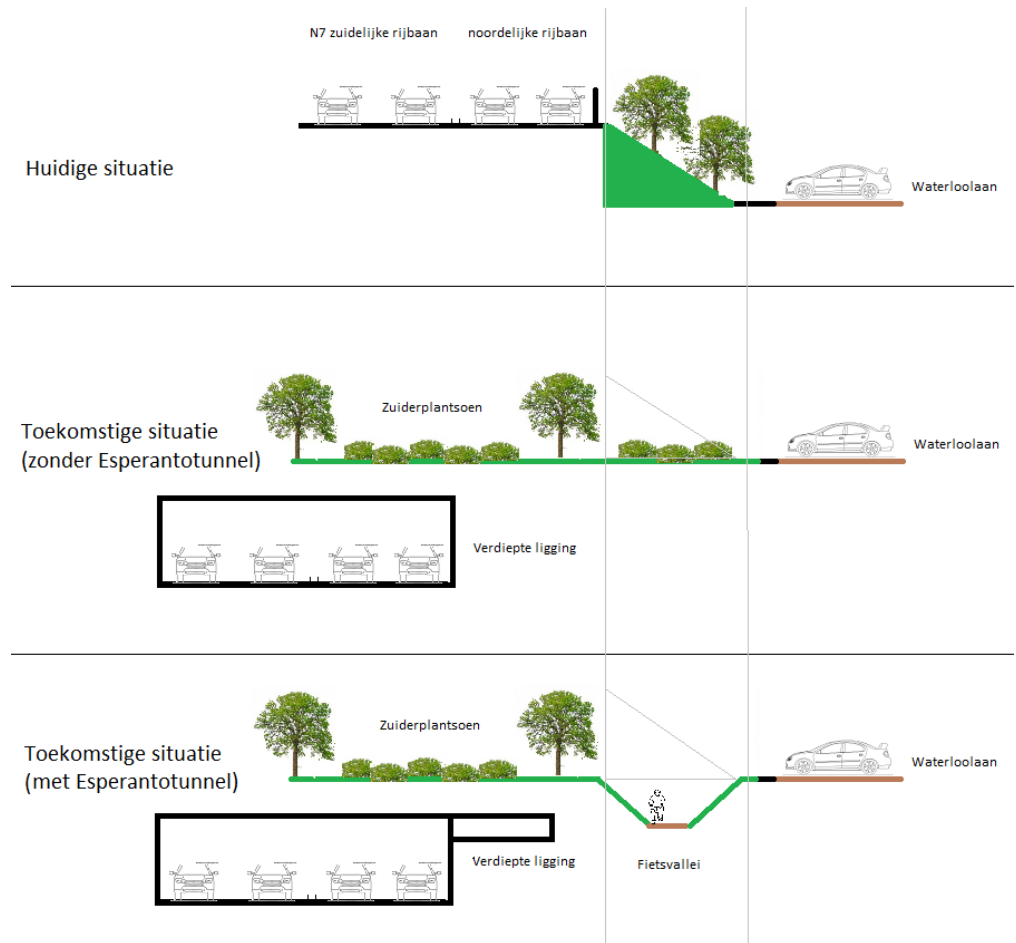 N7 zuidelijke rijbaan noordelijke rijbaan
Huidige situatie
Waterloolaan
Zuiderplantsoen
Toekomstige situatie
(zonder Esperantotunnel)
Waterloolaan
Verdiepte ligging
Zuiderplantsoen
Toekomstige situatie
(met Esperantotunnel)
Waterloolaan
Verdiepte ligging
Fietsvallei